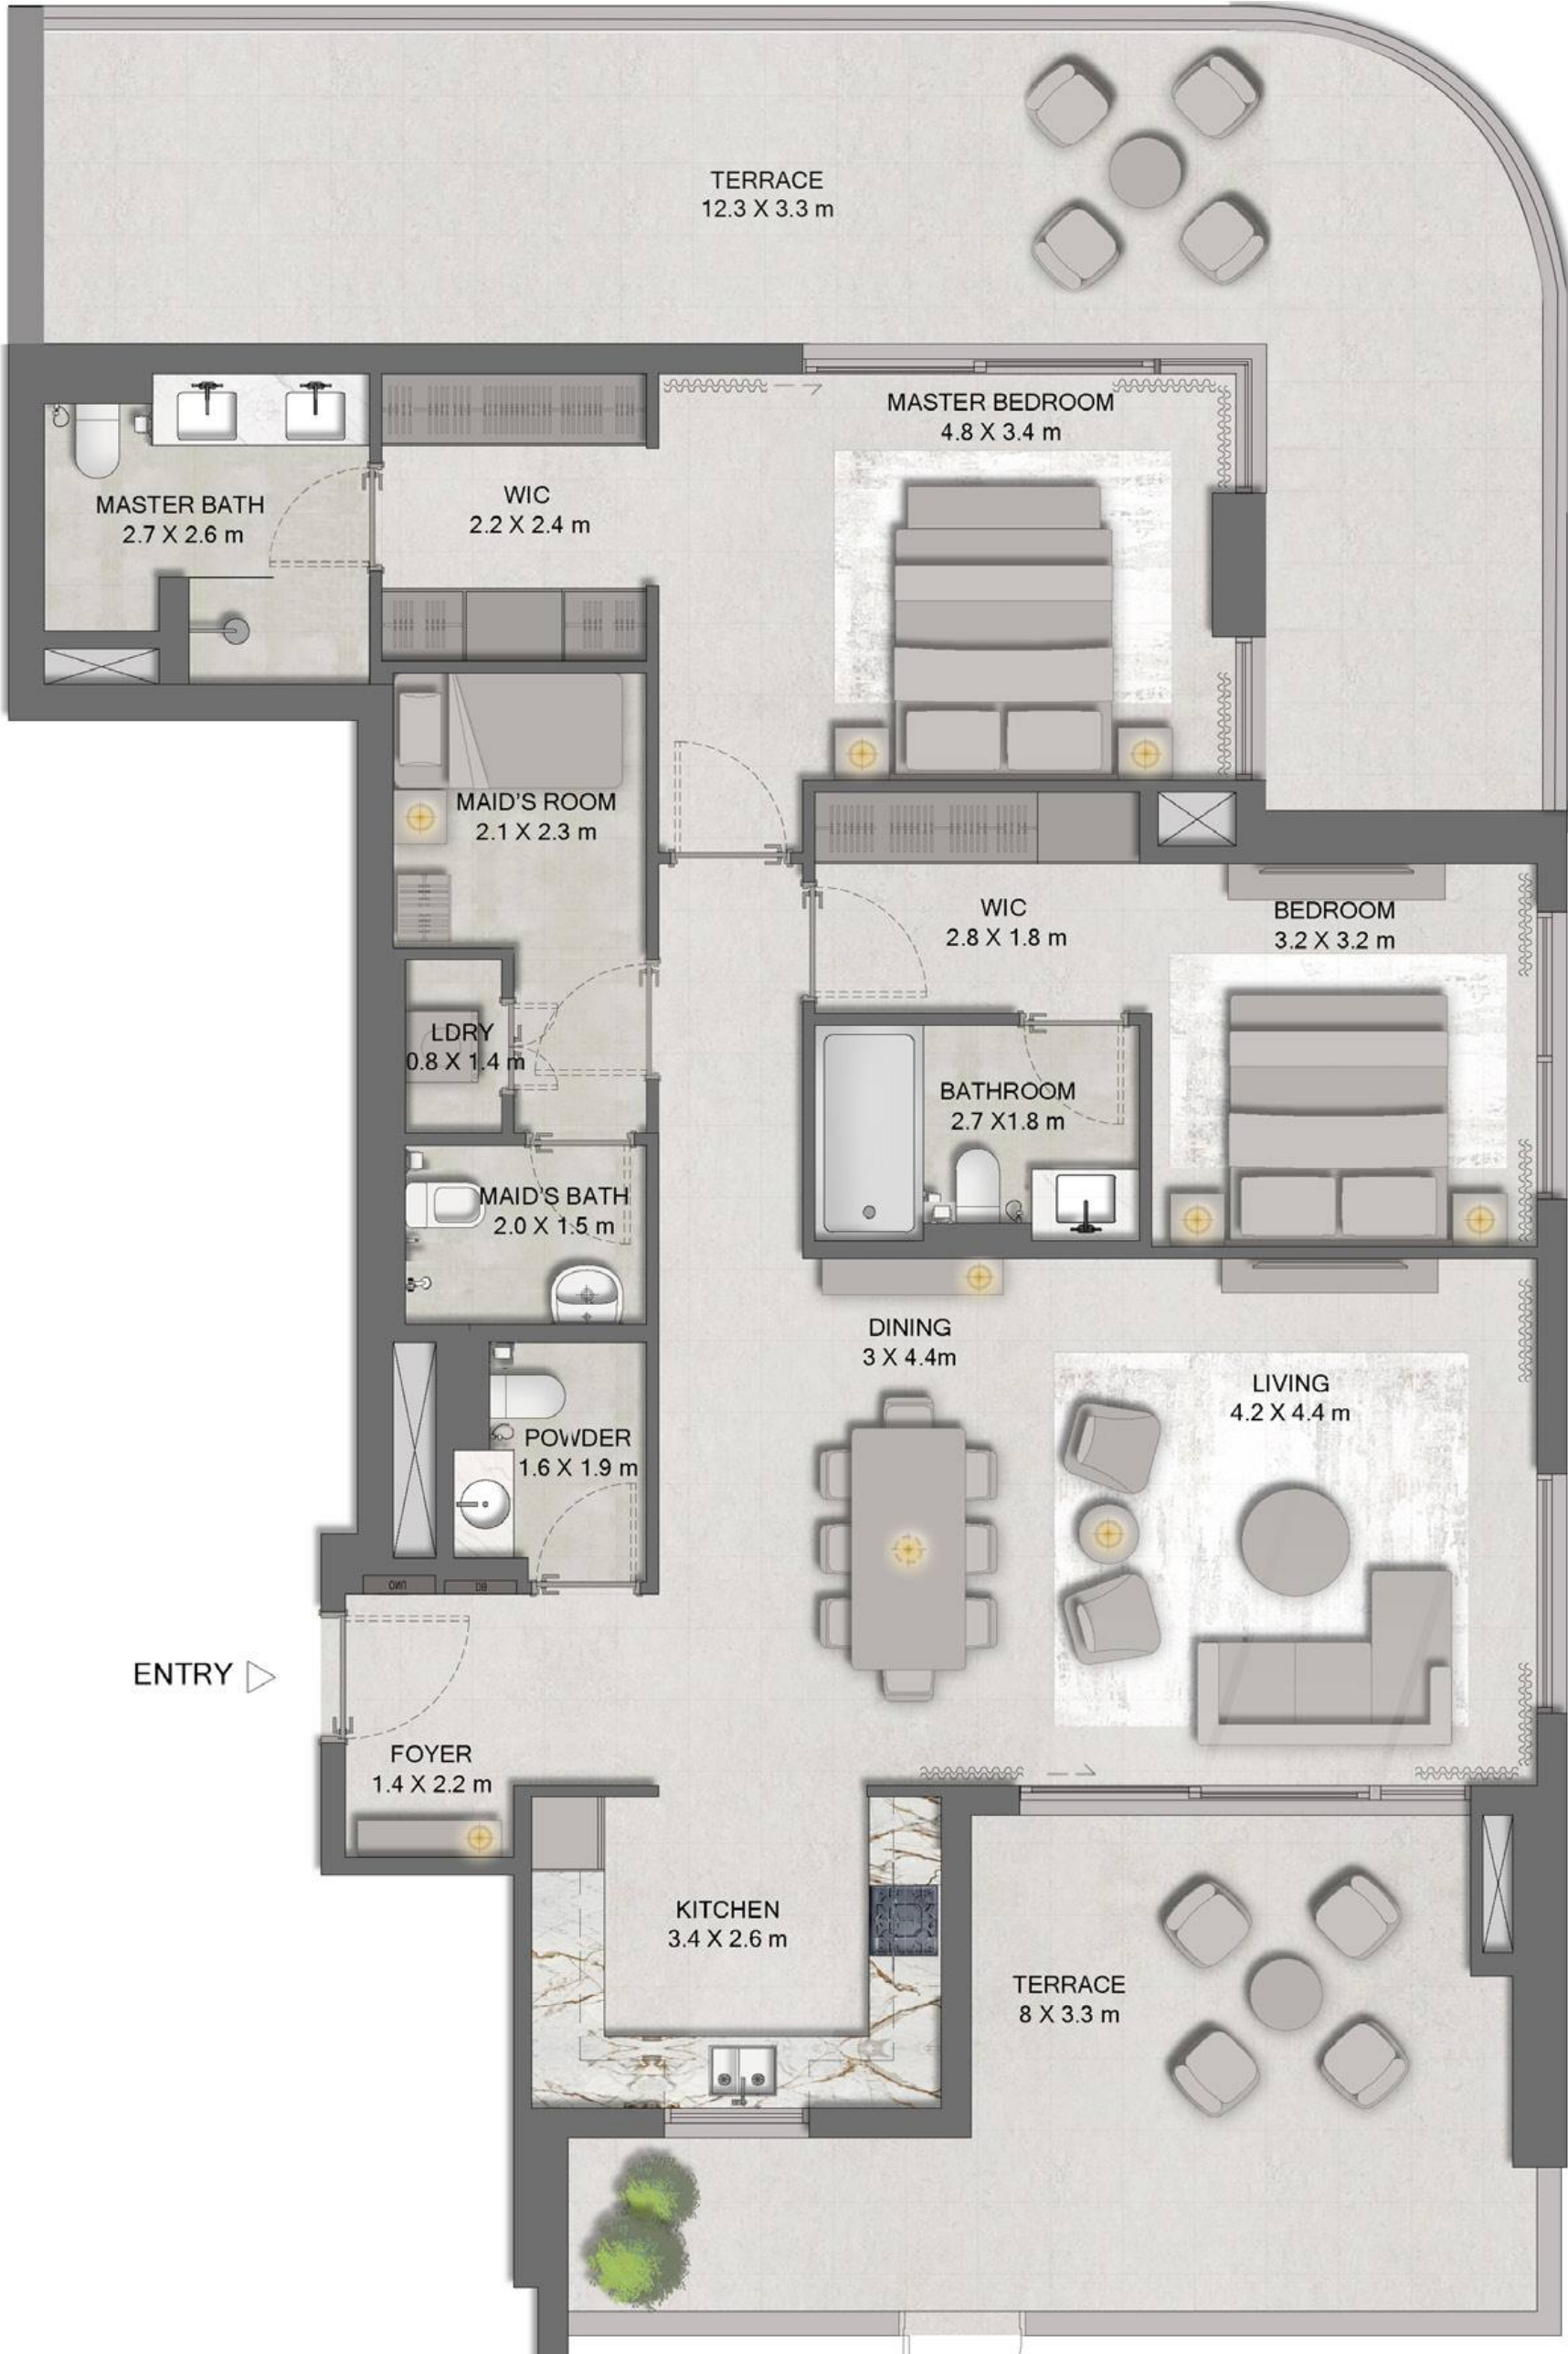 TERRACE
12.3 X 3.3 m
MASTER BEDROOM
4.8 X 3.4 m
MASTER BATH
2.7 X 2.6 m
WIC
2.2 X 2.4 m
MAID'S ROOM
2.1 X 2.3 m
WIC
2.8 X 1.8 m
BEDROOM
3.2 X 3.2 m
LDRY
0.8 X 1.4 m
BATHROOM
2.7 X1.8 m
MAID'S BATH
2.0 X 1.5 m
DINING
3 X 4.4m
LIVING
4.2 X 4.4 m
POWDER
1.6 X 1.9 m
ENTRY
FOYER
1.4 X 2.2 m
KITCHEN
3.4 X 2.6 m
TERRACE
8 X 3.3 m